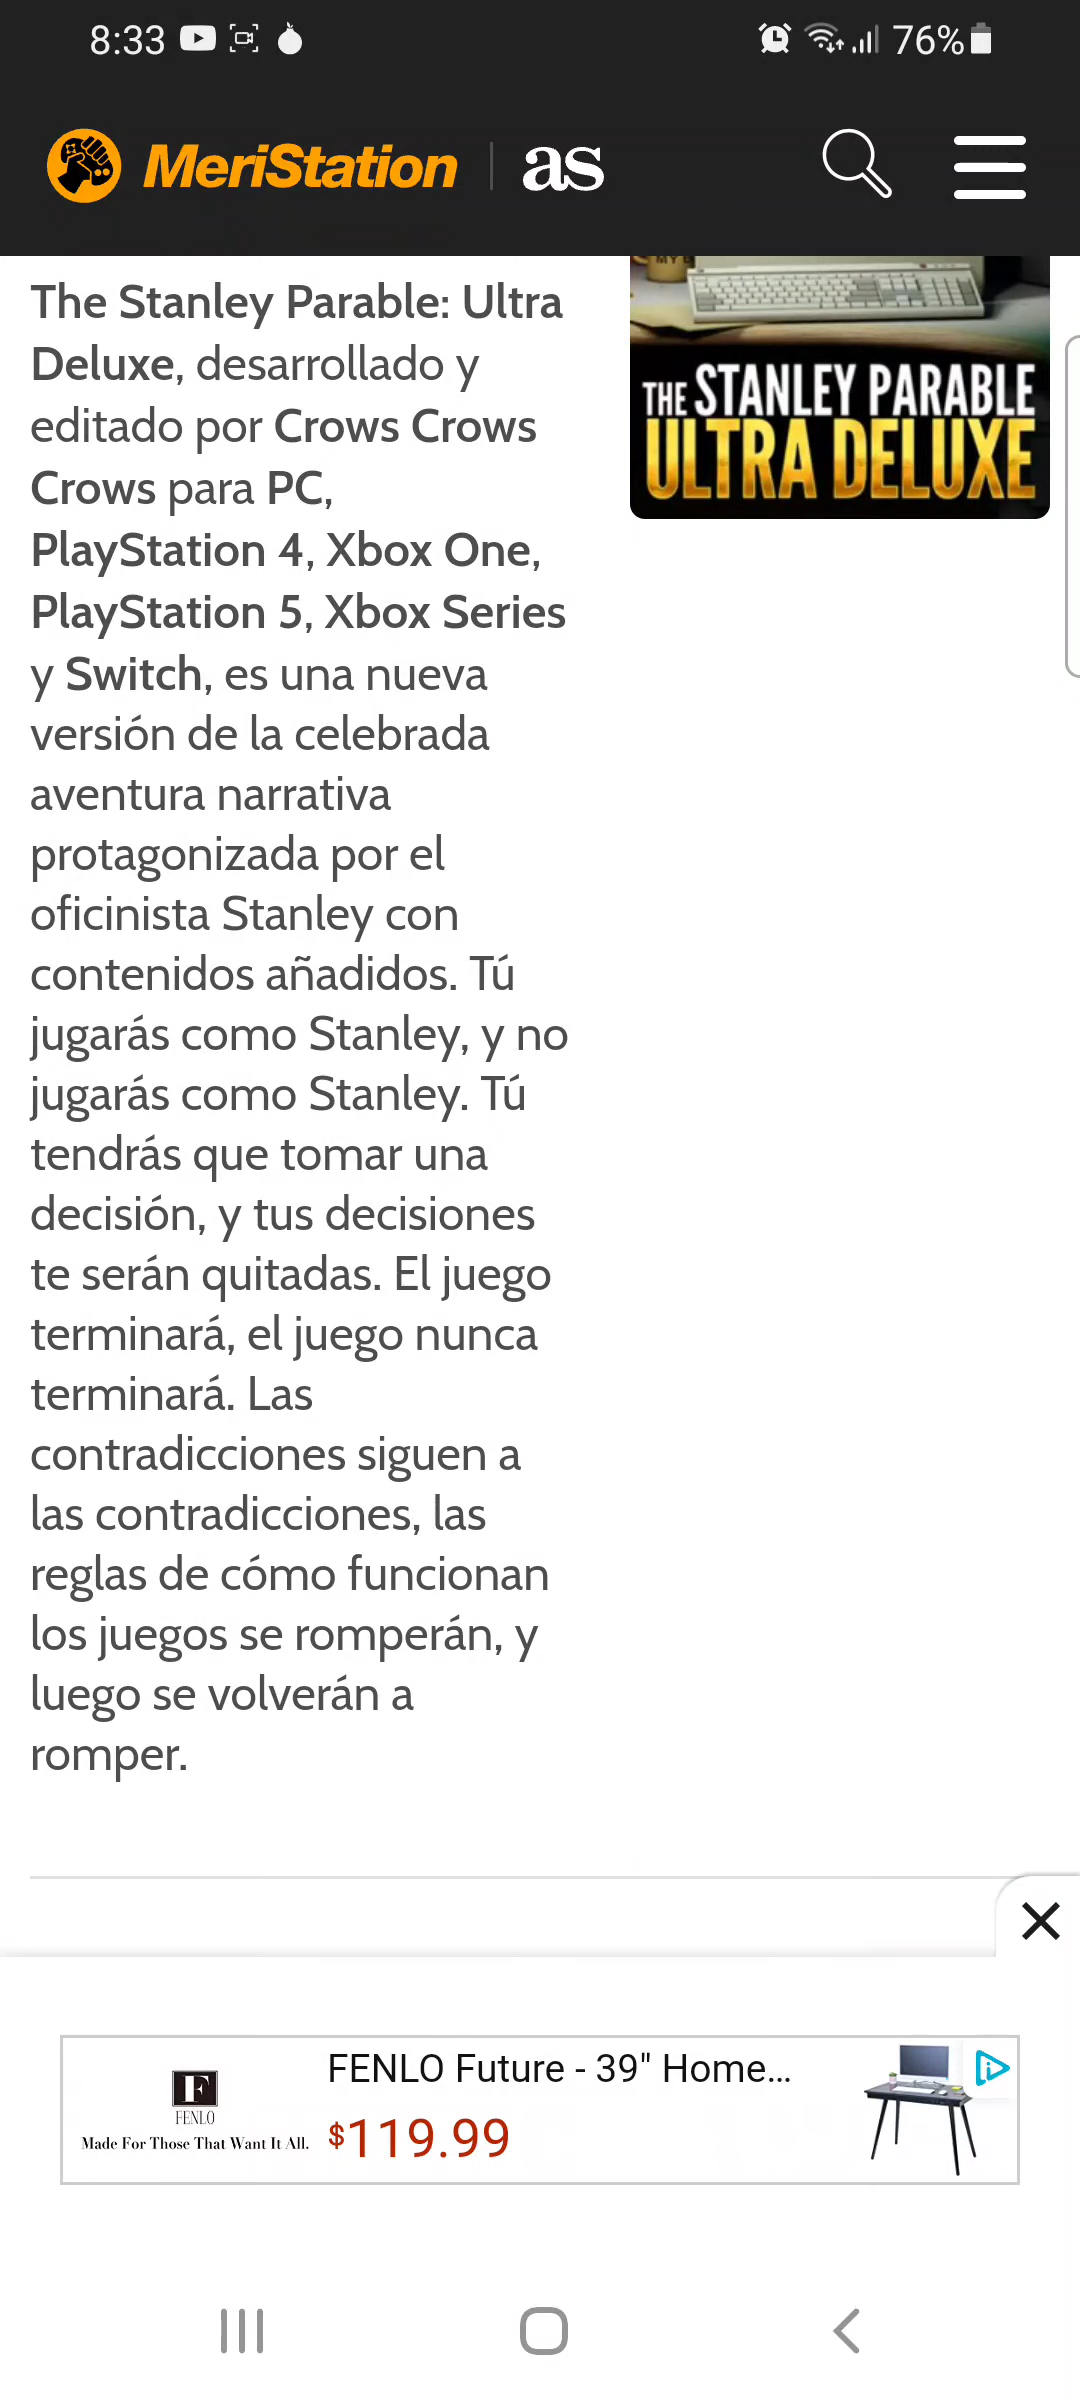 8:33
76%
MeriStation | as
MY B
THE STANLEY PARABLE
ULTRA DELUXE
The Stanley Parable: Ultra
Deluxe, desarrollado y
editado por Crows Crows
Crows para PC,
PlayStation 4, Xbox One,
PlayStation 5, Xbox Series
y Switch, es una nueva
versión de la celebrada
aventura narrativa
protagonizada por el
oficinista Stanley con
contenidos añadidos. Tú
jugarás como Stanley, y no
jugarás como Stanley. Tú
tendrás que tomar una
decisión, y tus decisiones
te serán quitadas. El juego
terminará, el juego nunca
terminará. Las
contradicciones siguen a
las contradicciones, las
reglas de cómo funcionan
los juegos se romperán, y
luego se volverán a
romper.
F
FENLO
Made For Those That Want It All.
FENLO Future - 39" Home...
$119.99